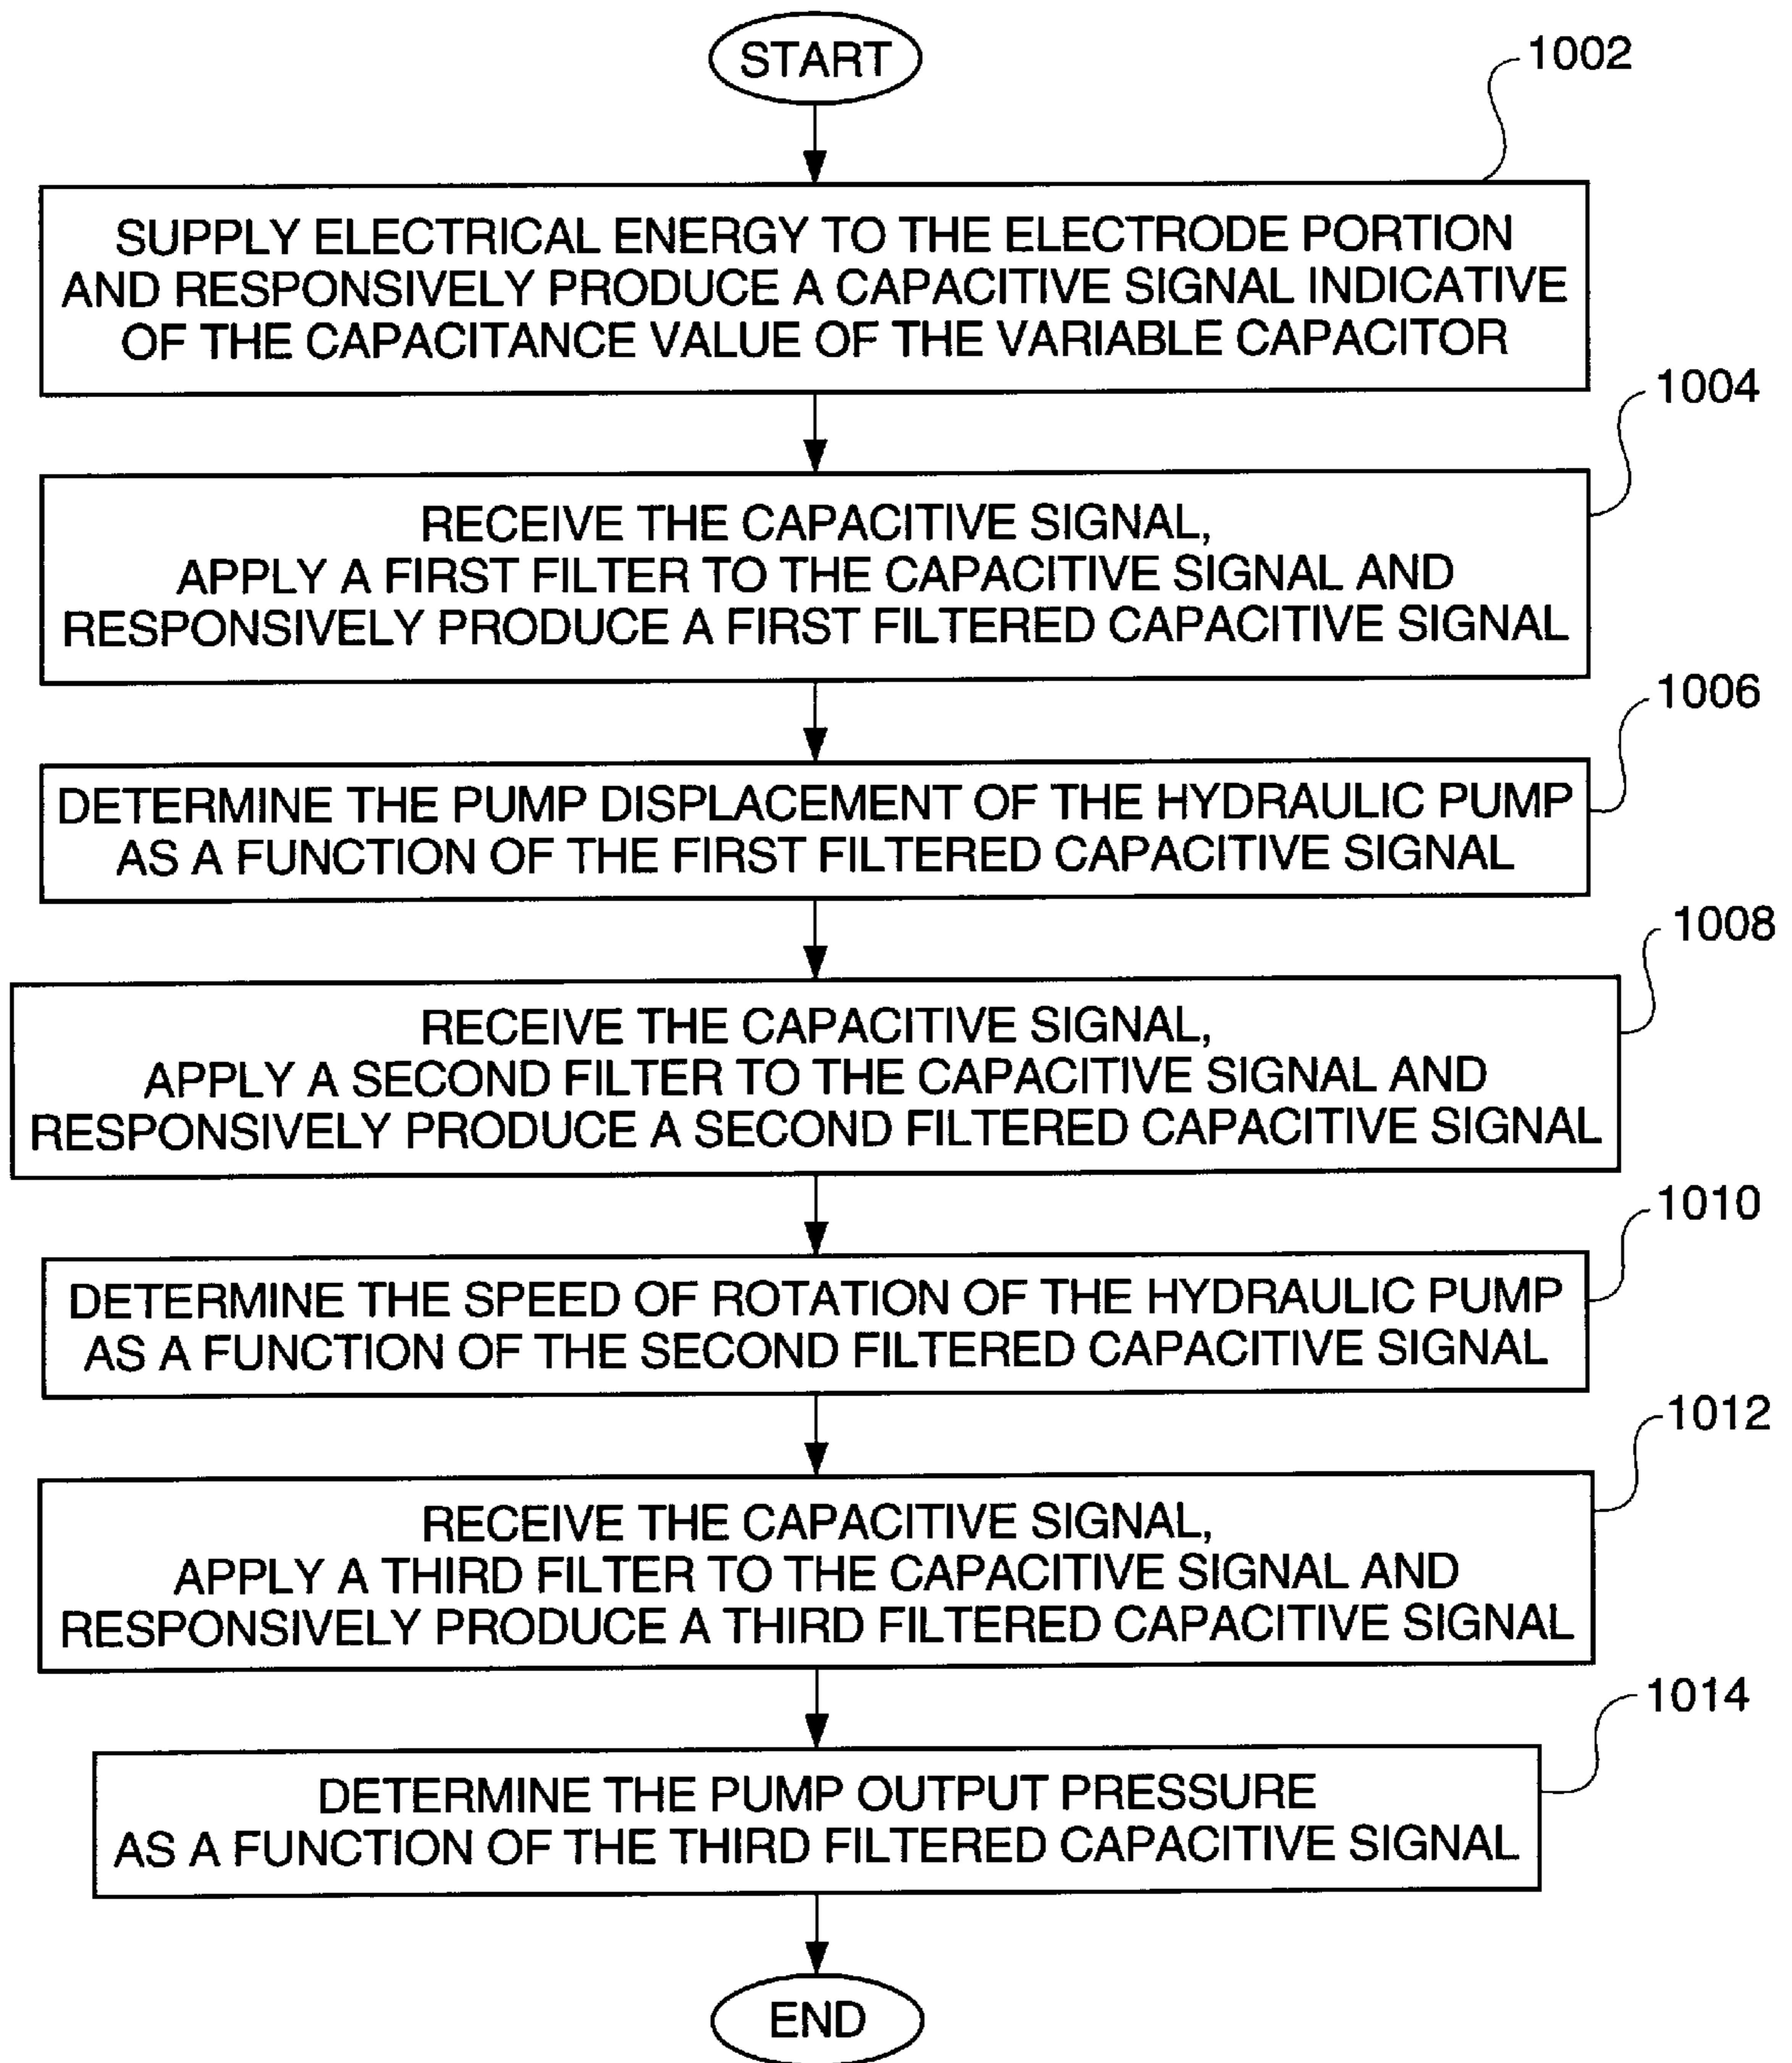 START
1002
SUPPLY ELECTRICAL ENERGY TO THE ELECTRODE PORTION
AND RESPONSIVELY PRODUCE A CAPACITIVE SIGNAL INDICATIVE
OF THE CAPACITANCE VALUE OF THE VARIABLE CAPACITOR
1004
RECEIVE THE CAPACITIVE SIGNAL,
APPLY A FIRST FILTER TO THE CAPACITIVE SIGNAL AND
RESPONSIVELY PRODUCE A FIRST FILTERED CAPACITIVE SIGNAL
1006
DETERMINE THE PUMP DISPLACEMENT OF THE HYDRAULIC PUMP
AS A FUNCTION OF THE FIRST FILTERED CAPACITIVE SIGNAL
1008
RECEIVE THE CAPACITIVE SIGNAL,
APPLY A SECOND FILTER TO THE CAPACITIVE SIGNAL AND
RESPONSIVELY PRODUCE A SECOND FILTERED CAPACITIVE SIGNAL
1010
DETERMINE THE SPEED OF ROTATION OF THE HYDRAULIC PUMP
AS A FUNCTION OF THE SECOND FILTERED CAPACITIVE SIGNAL
1012
RECEIVE THE CAPACITIVE SIGNAL,
APPLY A THIRD FILTER TO THE CAPACITIVE SIGNAL AND
RESPONSIVELY PRODUCE A THIRD FILTERED CAPACITIVE SIGNAL
1014
DETERMINE THE PUMP OUTPUT PRESSURE
AS A FUNCTION OF THE THIRD FILTERED CAPACITIVE SIGNAL
END